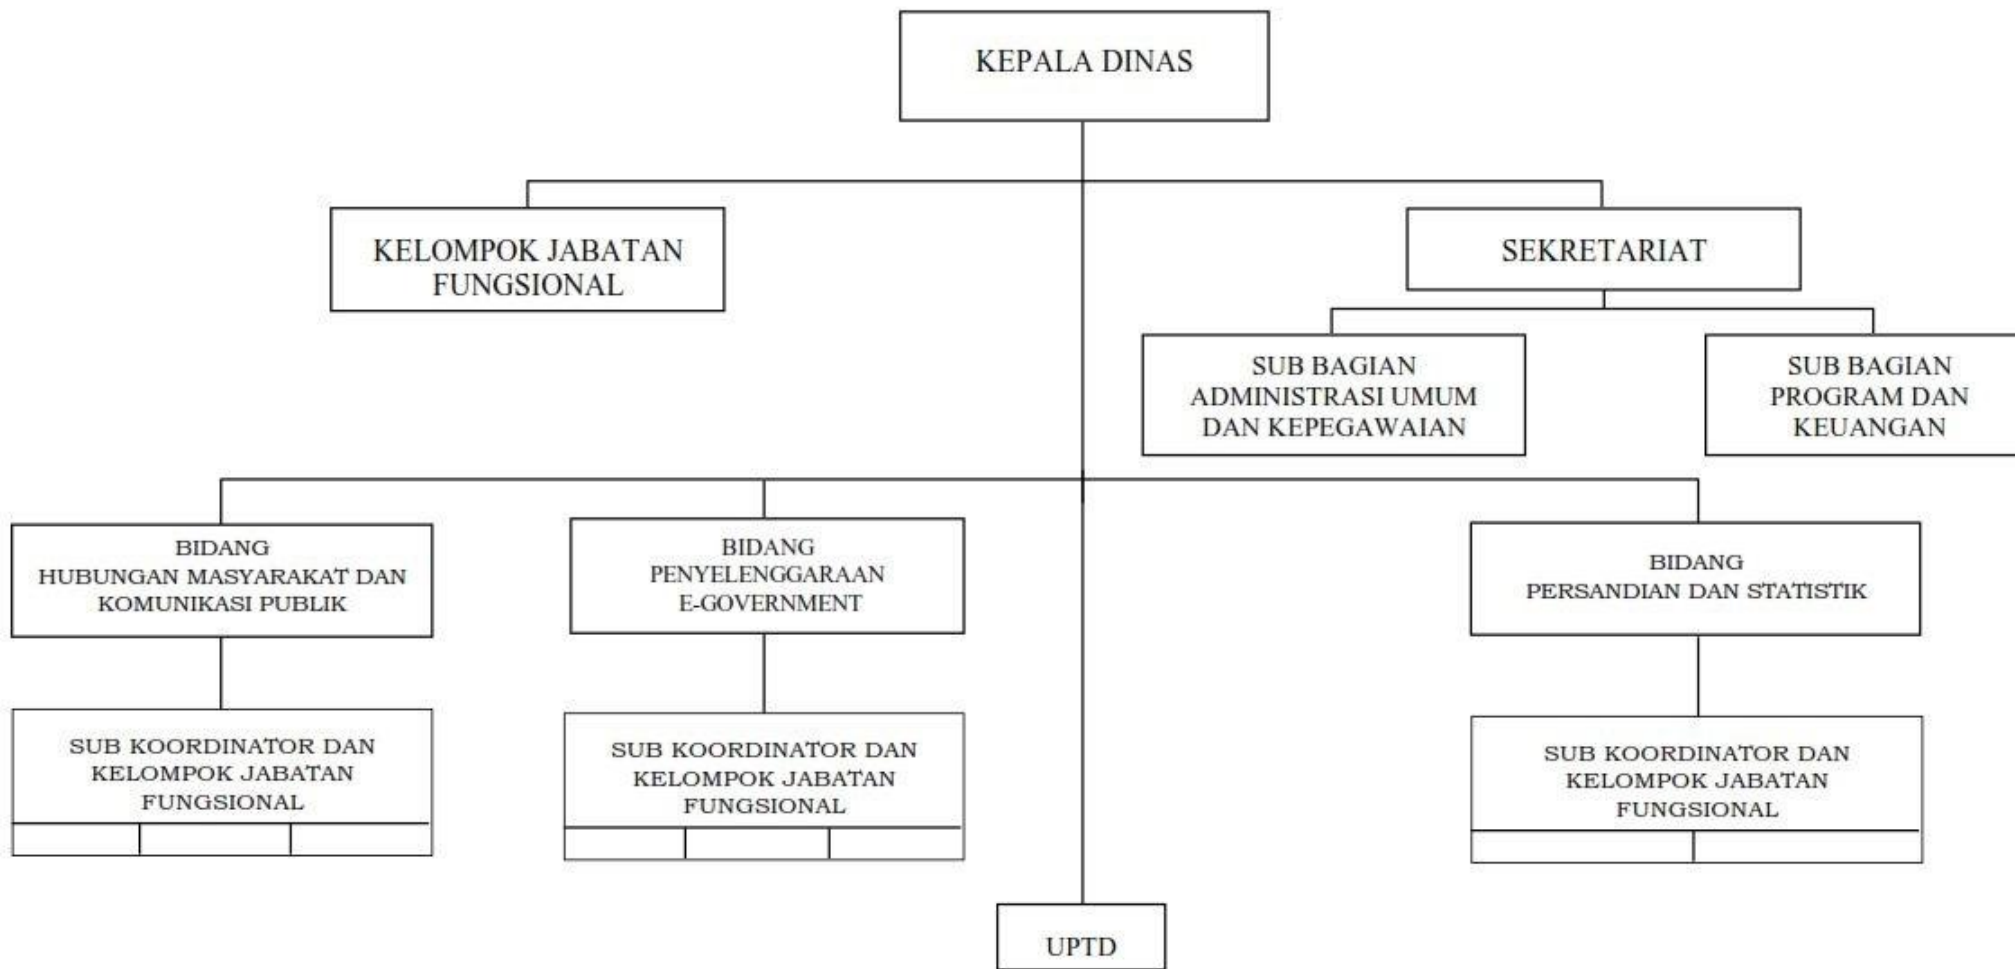 KEPALA DINAS
KELOMPOK JABATAN
FUNGSIONAL
SEKRETARIAT
SUB BAGIAN
ADMINISTRASI UMUM
DAN KEPEGAWAIAN
SUB BAGIAN
PROGRAM DAN
KEUANGAN
BIDANG
HUBUNGAN MASYARAKAT DAN
KOMUNIKASI PUBLIK
BIDANG
PENYELENGGARAAN
E-GOVERNMENT
BIDANG
PERSANDIAN DAN STATISTIK
SUB KOORDINATOR DAN
KELOMPOK JABATAN
FUNGSIONAL
SUB KOORDINATOR DAN
KELOMPOK JABATAN
FUNGSIONAL
SUB KOORDINATOR DAN
KELOMPOK JABATAN
FUNGSIONAL
UPTD